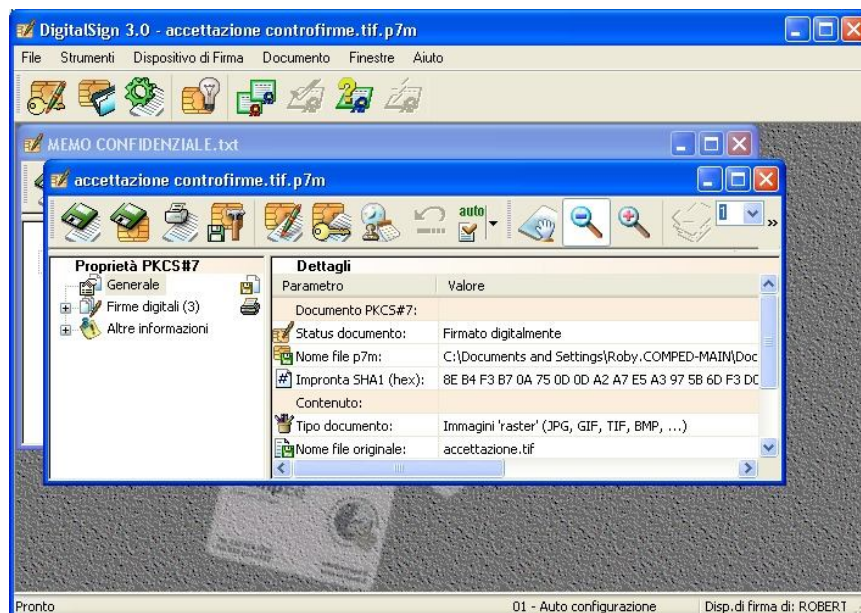 DigitalSign 3.0 - accettazione controfirme.tif.p7m
File Strumenti Dispositivo di Firma Documento Finestre Aiuto
MEMO CONFIDENZIALE.txt
accettazione controfirme.tif.p7m
auto
1
»
Proprietà PKCS#7
Generale
Firme digitali (3)
Altre informazioni
Dettagli
Parametro Valore
Documento PKCS#7:
Status documento: Firmato digitalmente
Nome file p7m: C:\Documents and Settings\Roby.COMPED-MAIN\Doc
Impronta SHA1 (hex): 8E B4 F3 B7 0A 75 0D 0D A2 A7 E5 A3 97 5B 6D F3 DC
Contenuto:
Tipo documento: Immagini 'raster' (JPG, GIF, TIF, BMP, ...)
Nome file originale: accettazione.tif
Pronto 01 - Auto configurazione Disp.di firma di: ROBERT